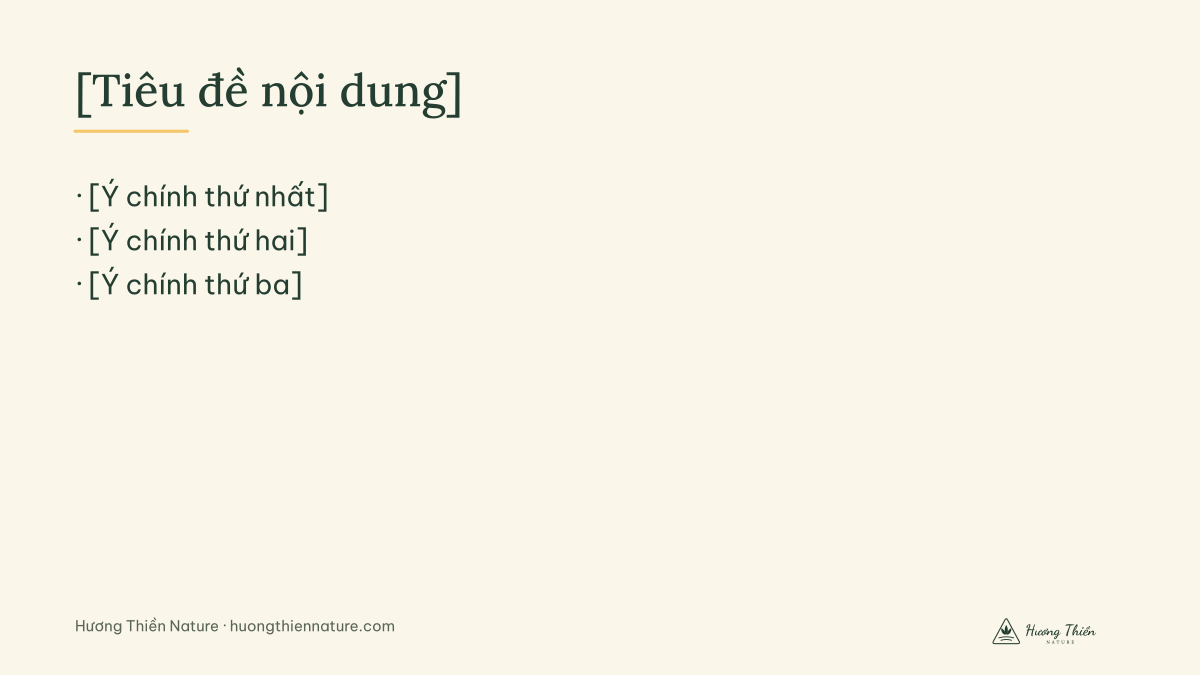 [Tiêu đề nội dung]
· [Ý chính thứ nhất]
· [Ý chính thứ hai]
· [Ý chính thứ ba]
Hương Thiền Nature · huongthiennature.com
Hương Thiền
NATURE